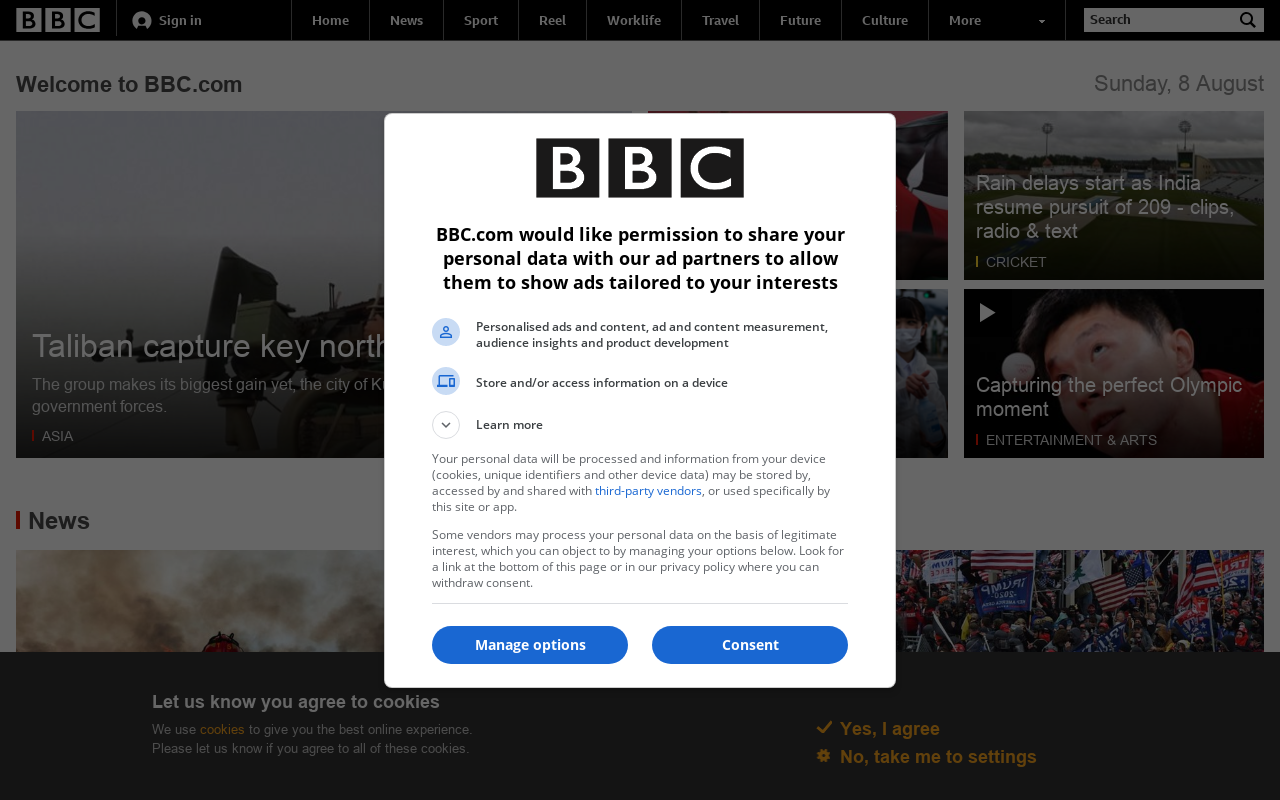 BBC
Sign in
Home
News
Sport
Reel
Worklife
Travel
Future
Culture
More
Search
Welcome to BBC.com
Sunday, 8 August
Taliban capture key north
The group makes its biggest gain yet, the city of Ku
government forces.
ASIA
Rain delays start as India
resume pursuit of 209 - clips,
radio & text
CRICKET
Capturing the perfect Olympic
moment
ENTERTAINMENT & ARTS
BBC
BBC.com would like permission to share your
personal data with our ad partners to allow
them to show ads tailored to your interests
Personalised ads and content, ad and content measurement,
audience insights and product development
Store and/or access information on a device
Learn more
Your personal data will be processed and information from your device
(cookies, unique identifiers and other device data) may be stored by,
accessed by and shared with third-party vendors, or used specifically by
this site or app.
Some vendors may process your personal data on the basis of legitimate
interest, which you can object to by managing your options below. Look for
a link at the bottom of this page or in our privacy policy where you can
withdraw consent.
Manage options
Consent
News
TRUMP
TRUMP
2020
Let us know you agree to cookies
We use cookies to give you the best online experience.
Please let us know if you agree to all of these cookies.
Yes, I agree
No, take me to settings